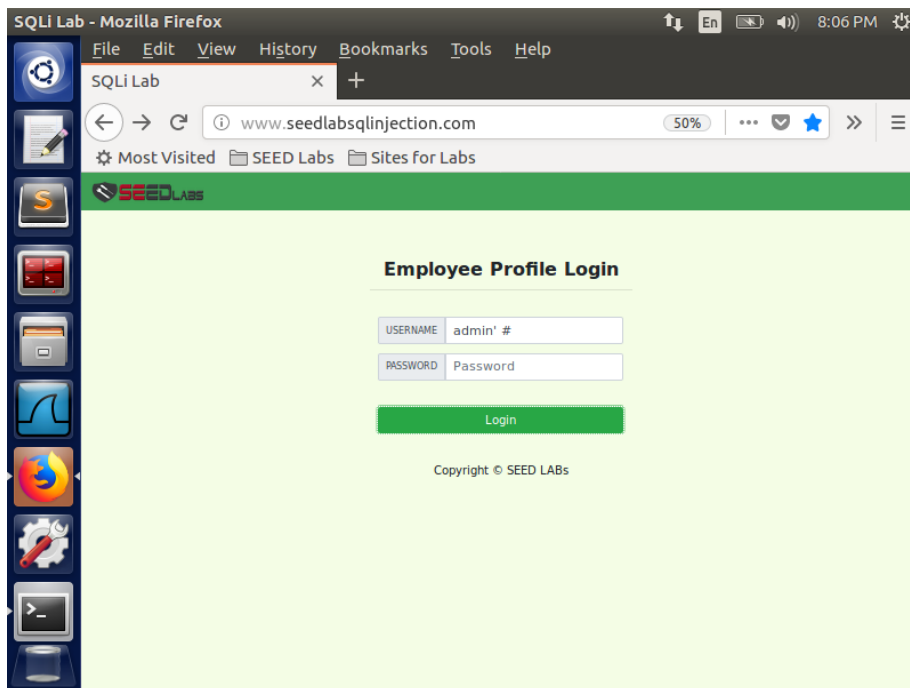 SQLi Lab - Mozilla Firefox En 8:06 PM
File Edit View History Bookmarks Tools Help
SQLi Lab
www.seedlabsqlinjection.com 50%
Most Visited SEED Labs Sites for Labs
SEEDLABS
Employee Profile Login
USERNAME admin' #
PASSWORD Password
Login
Copyright © SEED LABs